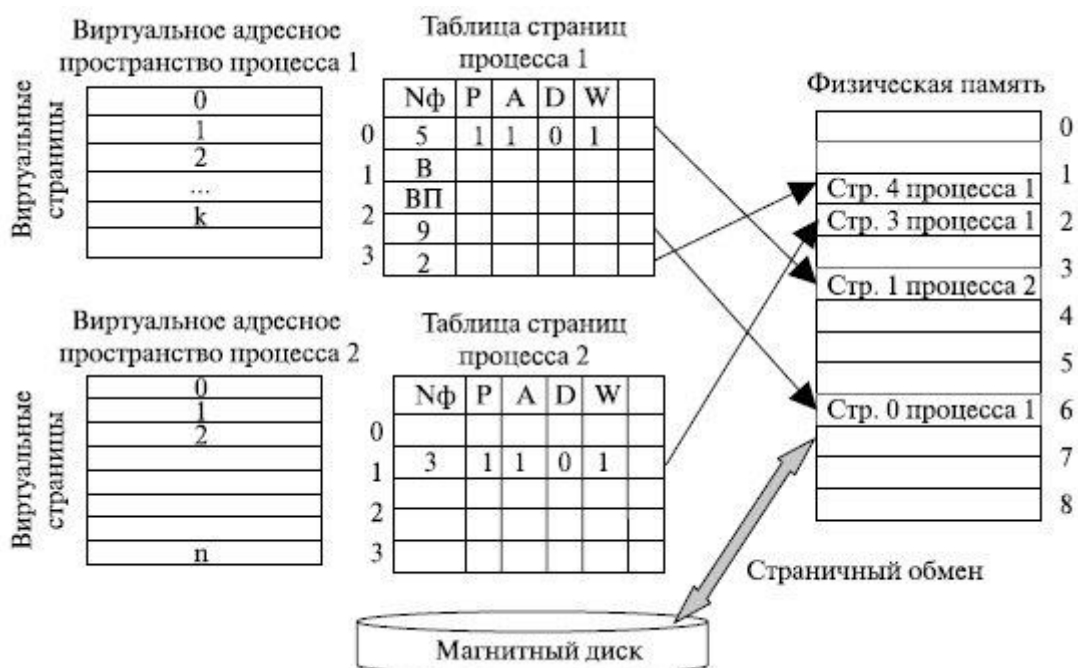 Виртуальное адресное
пространство процесса 1
Виртуальные
страницы
0
1
2
...
k
Таблица страниц
процесса 1
Nф P A D W
0 5 1 1 0 1
1 В
ВП
2 9
3 2
Физическая память
0
1
Стр. 4 процесса 1
Стр. 3 процесса 1 2
3
Стр. 1 процесса 2
4
5
Стр. 0 процесса 1 6
7
8
Виртуальное адресное
пространство процесса 2
Виртуальные
страницы
0
1
2
n
Таблица страниц
процесса 2
Nф P A D W
0
1 3 1 1 0 1
2
3
Страничный обмен
Магнитный диск